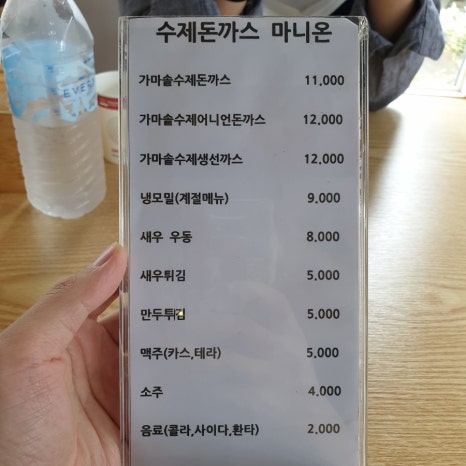 수제돈까스 마니온
가마솥수제돈까스 11,000
가마솥수제어니언돈까스 12,000
가마솥수제생선까스 12,000
냉모밀(계절메뉴) 9,000
새우 우동 8,000
새우튀김 5,000
만두튀김 5,000
맥주(카스,테라) 5,000
소주 4,000
음료(콜라,사이다,환타) 2,000